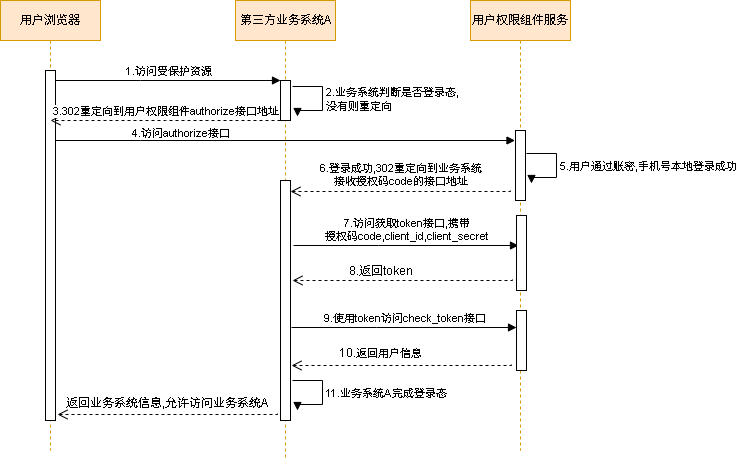 用户浏览器
第三方业务系统A
用户权限组件服务
1.访问受保护资源
2.业务系统判断是否登录态,
没有则重定向
3.302重定向到用户权限组件authorize接口地址
4.访问authorize接口
5.用户通过账密,手机号本地登录成功
6.登录成功,302重定向到业务系统
接收授权码code的接口地址
7.访问获取token接口,携带
授权码code,client_id,client_secret
8.返回token
9.使用token访问check_token接口
10.返回用户信息
11.业务系统A完成登录态
返回业务系统信息,允许访问业务系统A